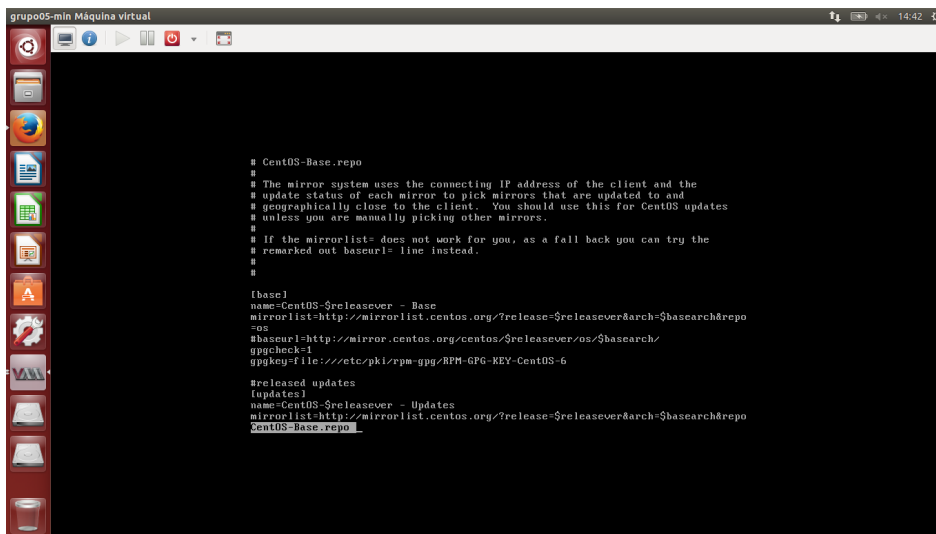 grupo05-min Máquina virtual
14:42
# CentOS-Base.repo
#
# The mirror system uses the connecting IP address of the client and the
# update status of each mirror to pick mirrors that are updated to and
# geographically close to the client.  You should use this for CentOS updates
# unless you are manually picking other mirrors.
#
# If the mirrorlist= does not work for you, as a fall back you can try the
# remarked out baseurl= line instead.
#
#
[base]
name=CentOS-$releasever - Base
mirrorlist=http://mirrorlist.centos.org/?release=$releasever&arch=$basearch&repo
=os
#baseurl=http://mirror.centos.org/centos/$releasever/os/$basearch/
gpgcheck=1
gpgkey=file:///etc/pki/rpm-gpg/RPM-GPG-KEY-CentOS-6
#released updates
[updates]
name=CentOS-$releasever - Updates
mirrorlist=http://mirrorlist.centos.org/?release=$releasever&arch=$basearch&repo
CentOS-Base.repo